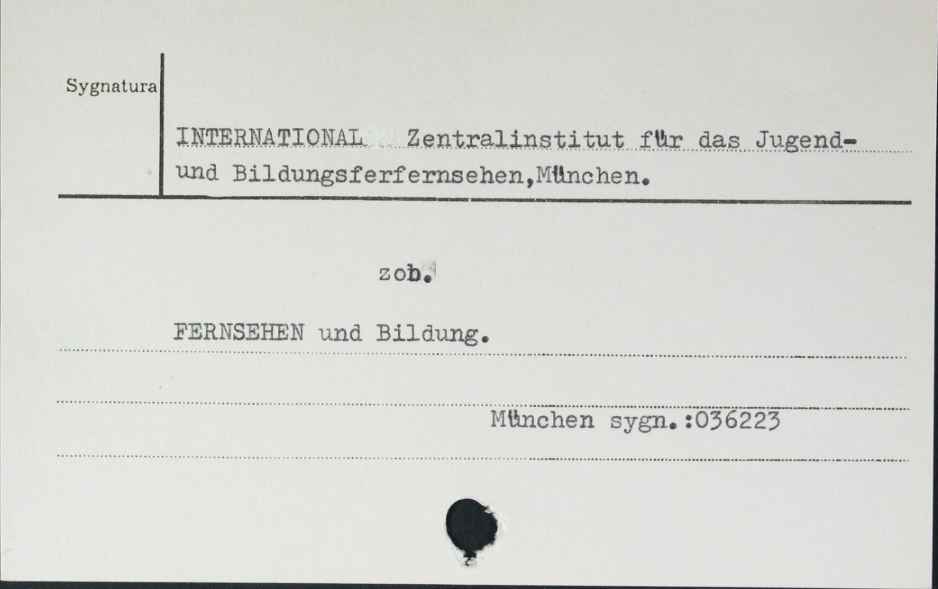 Sygnatura
INTERNATIONAL Zentralinstitut für das Jugend-
und Bildungsferfernsehen,München.
zob.
FERNSEHEN und Bildung.
München sygn.:036223